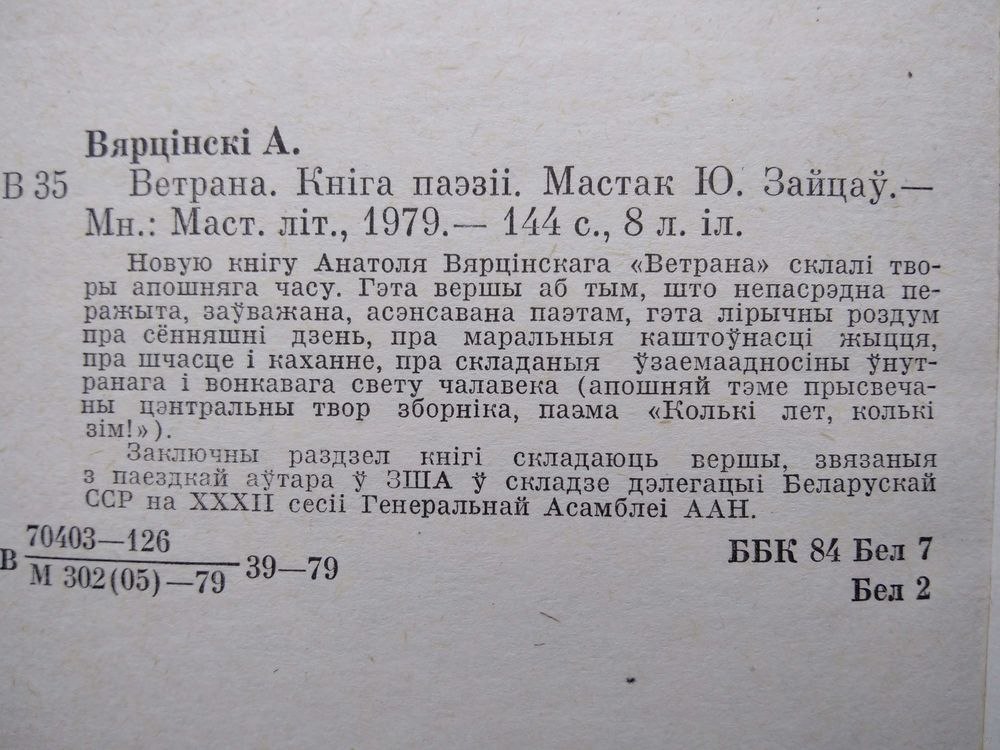 Вярцінскі А.
В 35 Ветрана. Кніга паэзіі. Мастак Ю. Зайцаў.—
Мн.: Маст. літ., 1979.— 144 с., 8 л. іл.
Новую кнігу Анатоля Вярцінскага «Ветрана» склалі тво-
ры апошняга часу. Гэта вершы аб тым, што непасрэдна пе-
ражыта, заўважана, асэнсавана паэтам, гэта лірычны роздум
пра сённяшні дзень, пра маральныя каштоўнасці жыцця,
пра шчасце і каханне, пра складаныя ўзаемаадносіны ўнут-
ранага і вонкавага свету чалавека (апошняй тэме прысвеча-
ны цэнтральны твор зборніка, паэма «Колькі лет, колькі
зім!»).
Заключны раздзел кнігі складаюць вершы, звязаныя
з паездкай аўтара ў ЗША ў складзе дэлегацыі Беларускай
ССР на XXXII сесіі Генеральнай Асамблеі ААН.
В 70403—126
М 302(05)—79 39—79
ББК 84 Бел 7
Бел 2